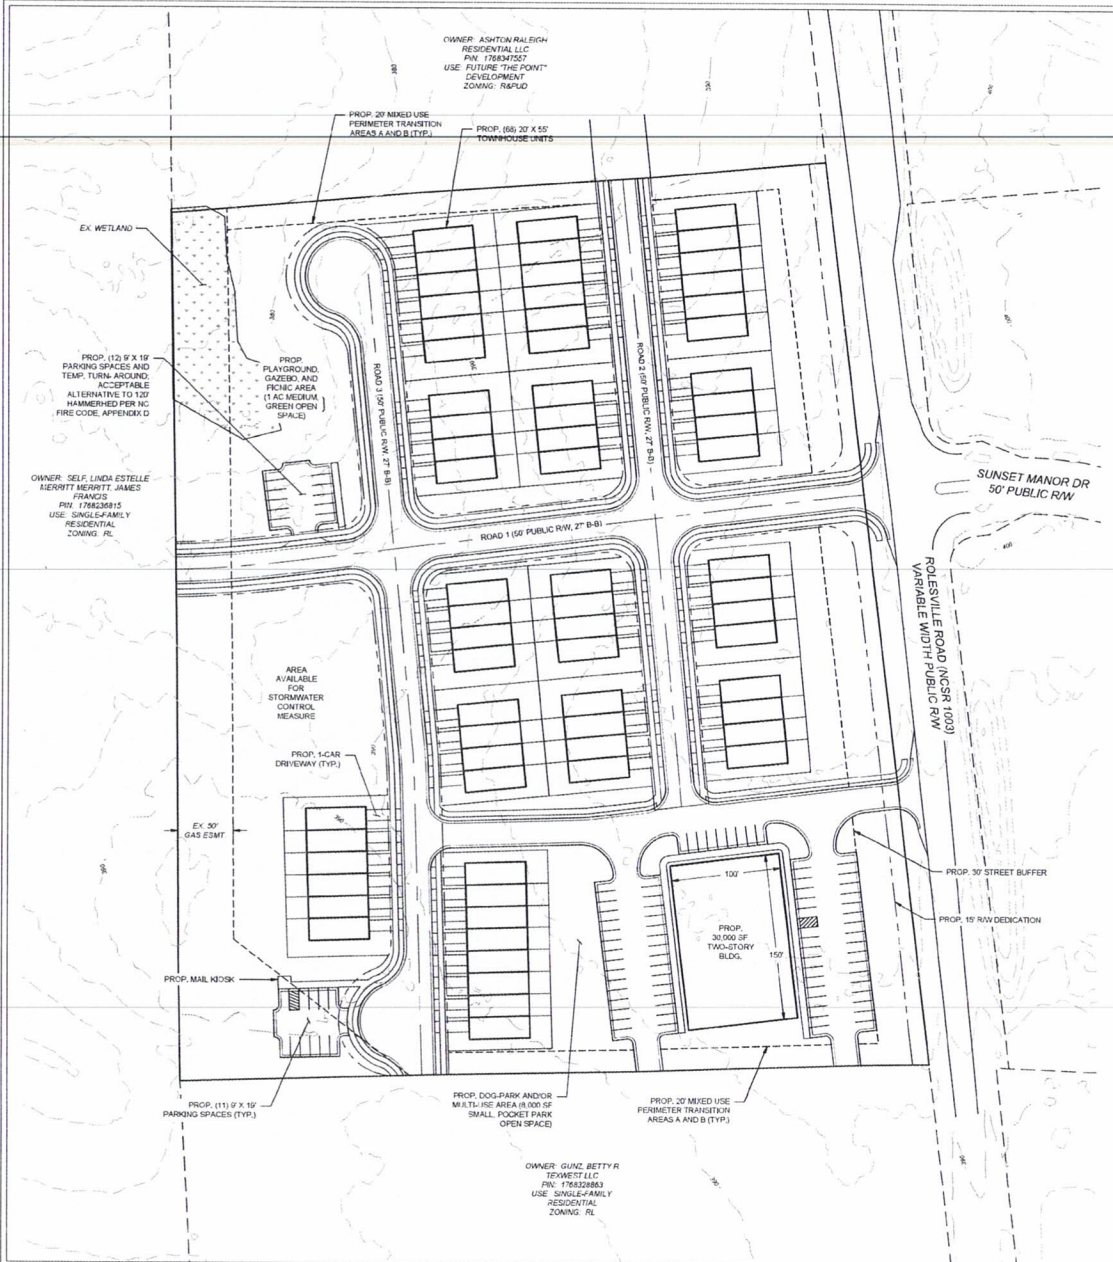 OWNER: ASHTON RALEIGH
RESIDENTIAL LLC
PIN: 1768347557
USE: FUTURE "THE POINT"
DEVELOPMENT
ZONING: R&PUD
PROP. 20' MIXED USE
PERIMETER TRANSITION
AREAS A AND B (TYP.)
PROP. (68) 20' X 55'
TOWNHOUSE UNITS
EX. WETLAND
PROP. (12) 9' X 19'
PARKING SPACES AND
TEMP. TURN- AROUND;
ACCEPTABLE
ALTERNATIVE TO 120'
HAMMERHED PER NC
FIRE CODE, APPENDIX D
PROP.
PLAYGROUND,
GAZEBO, AND
PICNIC AREA
(1 AC MEDIUM,
GREEN OPEN
SPACE)
ROAD 3 (50' PUBLIC R/W, 27' B-B)
ROAD 2 (50' PUBLIC R/W, 27' B-B)
OWNER: SELF, LINDA ESTELLE
MERRITT MERRITT, JAMES
FRANCIS
PIN: 1768236815
USE: SINGLE-FAMILY
RESIDENTIAL
ZONING: RL
SUNSET MANOR DR
50' PUBLIC R/W
ROAD 1 (50' PUBLIC R/W, 27' B-B)
ROLESVILLE ROAD (NCSR 1003)
VARIABLE WIDTH PUBLIC R/W
AREA
AVAILABLE
FOR
STORMWATER
CONTROL
MEASURE
PROP. 1-CAR
DRIVEWAY (TYP.)
EX. 50'
GAS ESMT
100'
PROP. 30' STREET BUFFER
PROP. 15' R/W DEDICATION
PROP.
30,000 SF
TWO-STORY
BLDG.
150'
PROP. MAIL KIOSK
PROP. (11) 9' X 19'
PARKING SPACES (TYP.)
PROP. DOG-PARK AND/OR
MULTI-USE AREA (8,000 SF
SMALL, POCKET PARK
OPEN SPACE)
PROP. 20' MIXED USE
PERIMETER TRANSITION
AREAS A AND B (TYP.)
OWNER: GUNZ, BETTY R
TEXWEST LLC
PIN: 1768328863
USE: SINGLE-FAMILY
RESIDENTIAL
ZONING: RL